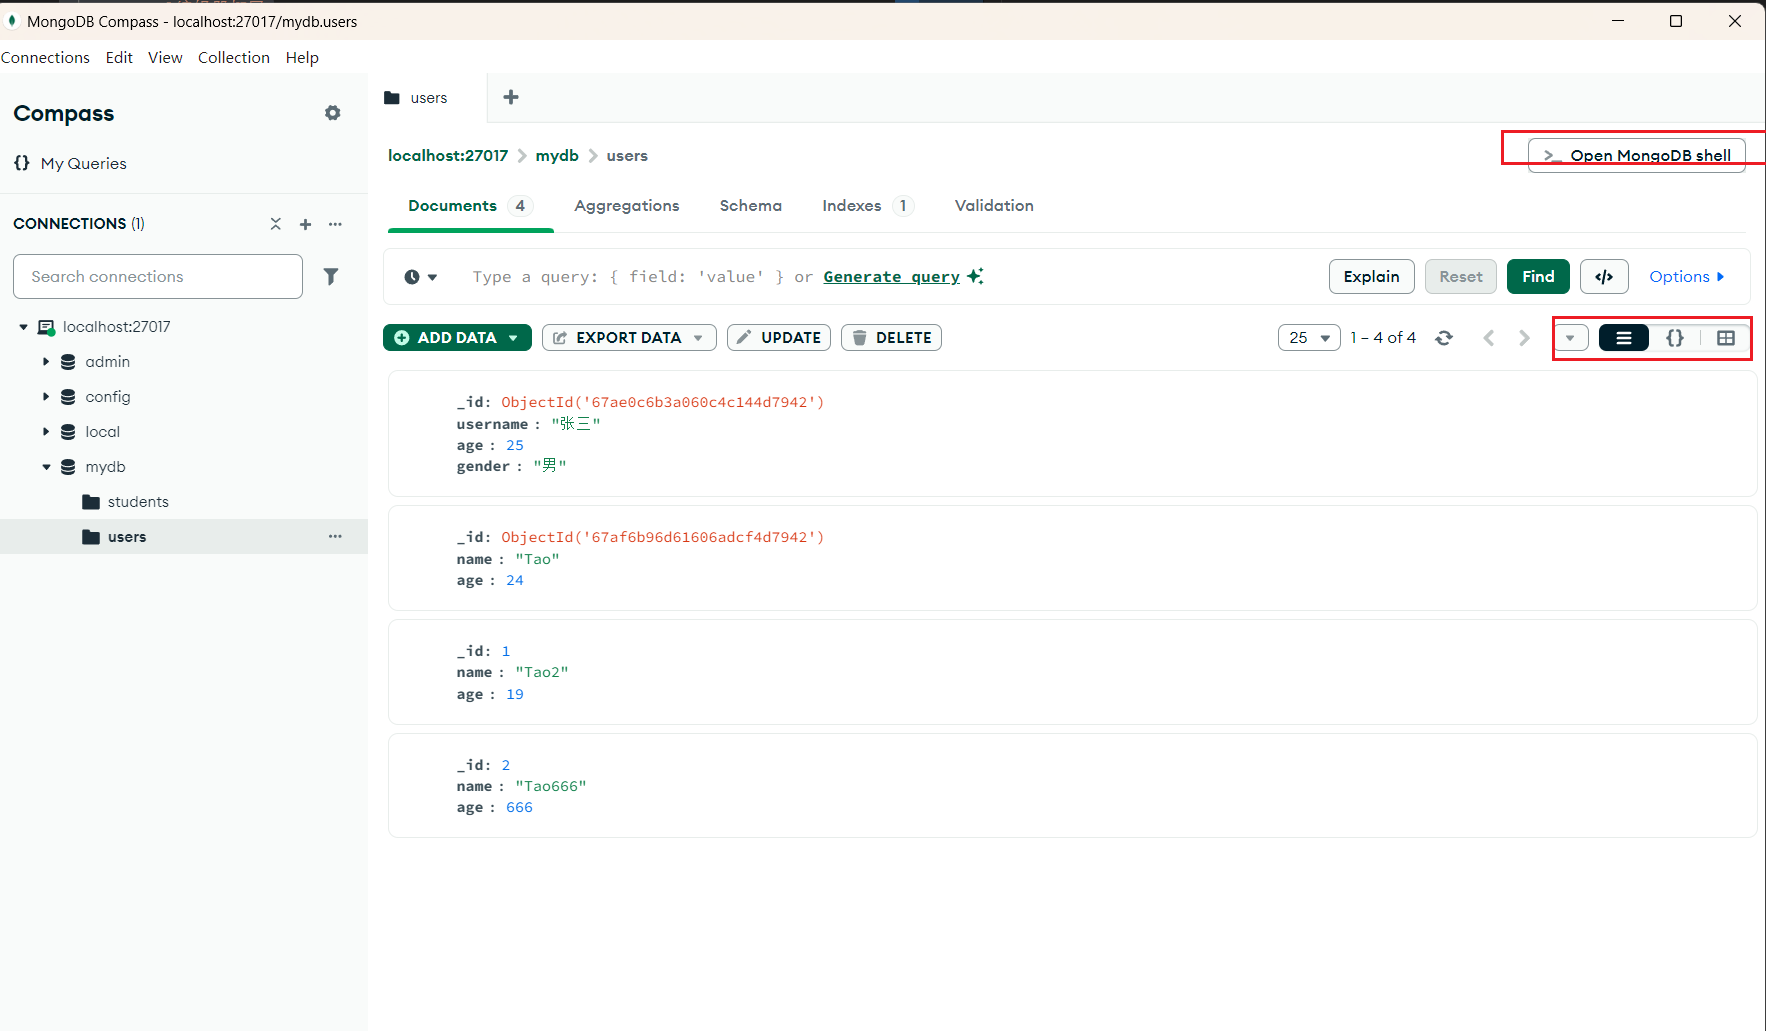 MongoDB Compass - localhost:27017/mydb.users
Connections Edit View Collection Help
Compass
{} My Queries
CONNECTIONS (1)
Search connections
localhost:27017
admin
config
local
mydb
students
users
users
localhost:27017 > mydb > users
>_ Open MongoDB shell
Documents 4 Aggregations Schema Indexes 1 Validation
Type a query: { field: 'value' } or Generate query
Explain Reset Find </> Options
ADD DATA EXPORT DATA UPDATE DELETE
25 1 – 4 of 4 {}
_id: ObjectId('67ae0c6b3a060c4c144d7942')
username : "张三"
age : 25
gender : "男"
_id: ObjectId('67af6b96d61606adcf4d7942')
name : "Tao"
age : 24
_id: 1
name : "Tao2"
age : 19
_id: 2
name : "Tao666"
age : 666